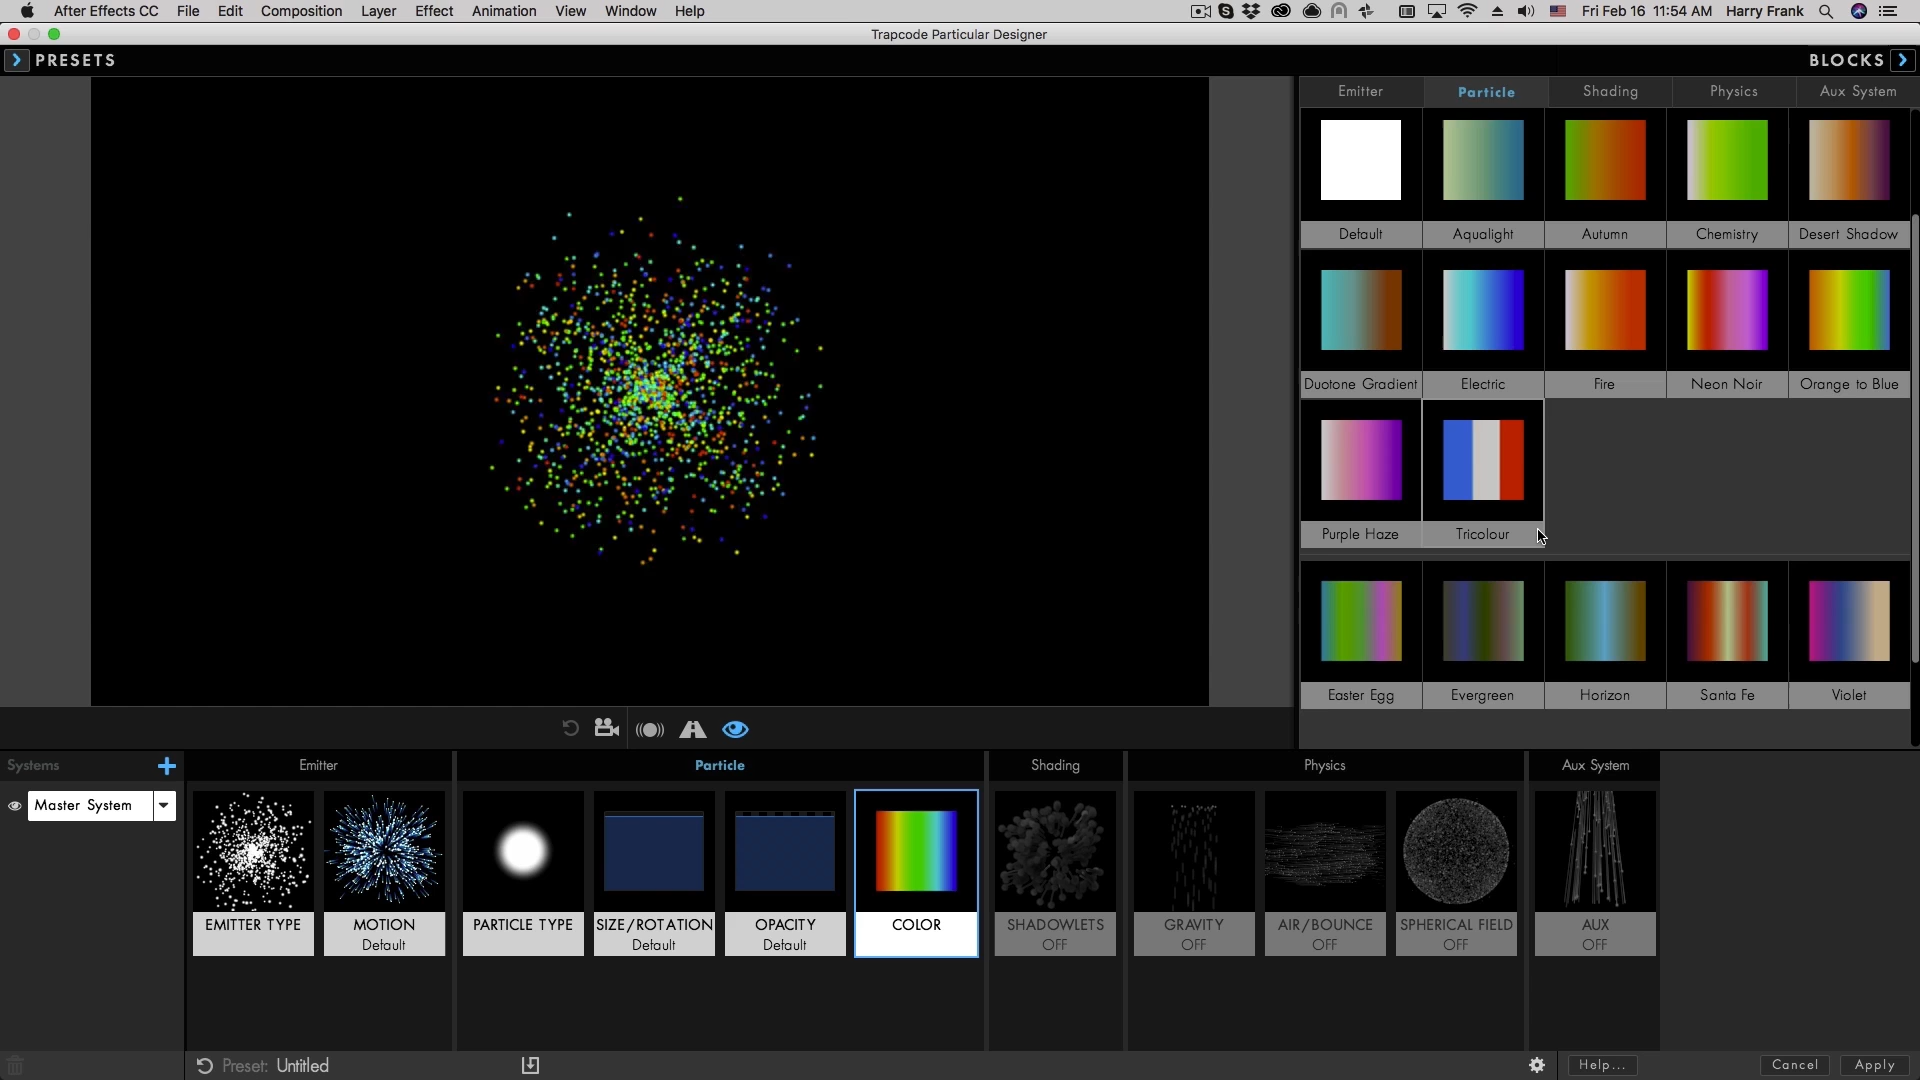 After Effects CC File Edit Composition Layer Effect Animation View Window Help Fri Feb 16 11:54 AM Harry Frank
Trapcode Particular Designer
PRESETS
BLOCKS
Emitter Particle Shading Physics Aux System
Default Aqualight Autumn Chemistry Desert Shadow
Duotone Gradient Electric Fire Neon Noir Orange to Blue
Purple Haze Tricolour
Easter Egg Evergreen Horizon Santa Fe Violet
Systems
Master System
Emitter Particle Shading Physics Aux System
EMITTER TYPE MOTION PARTICLE TYPE SIZE/ROTATION OPACITY COLOR SHADOWLETS GRAVITY AIR/BOUNCE SPHERICAL FIELD AUX
Default Default Default OFF OFF OFF OFF OFF
Preset: Untitled
Help... Cancel Apply